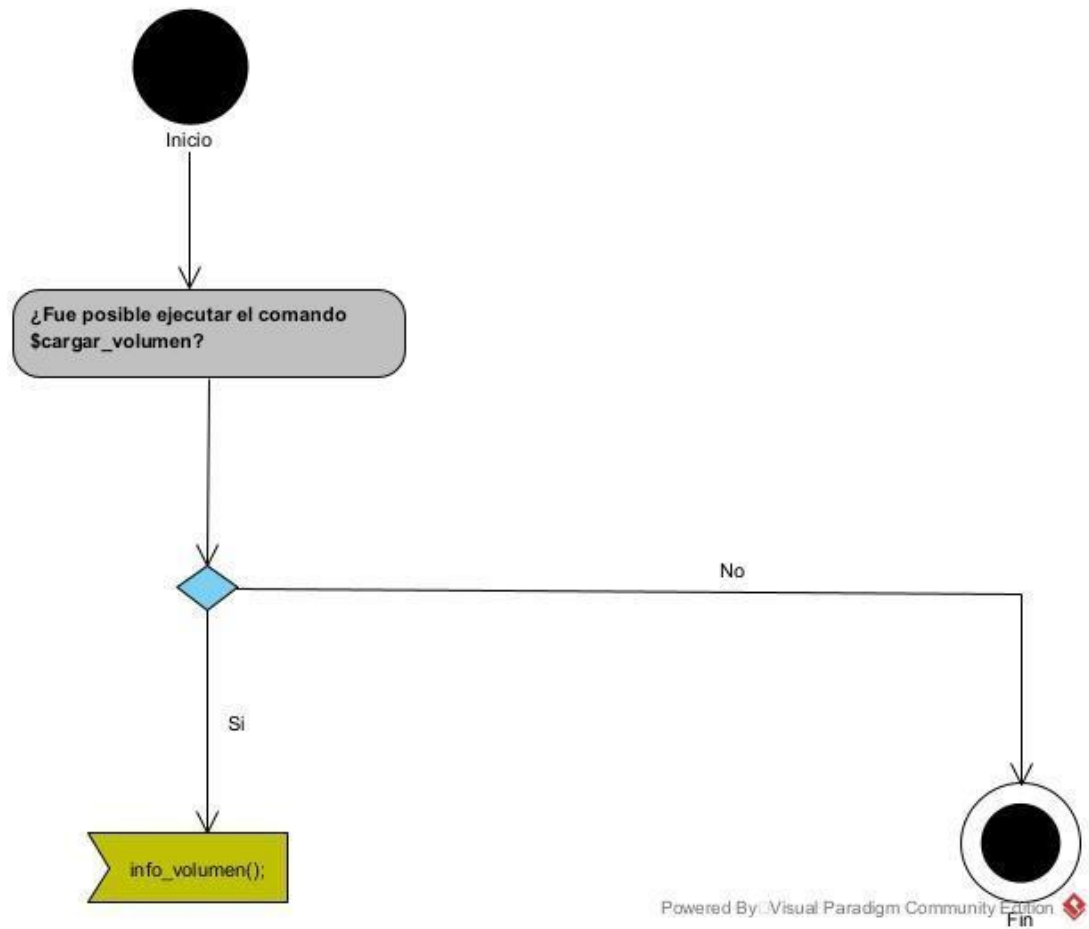 Inicio
¿Fue posible ejecutar el comando
$cargar_volumen?
No
Si
info_volumen();
Powered By Visual Paradigm Community Edition
Fin